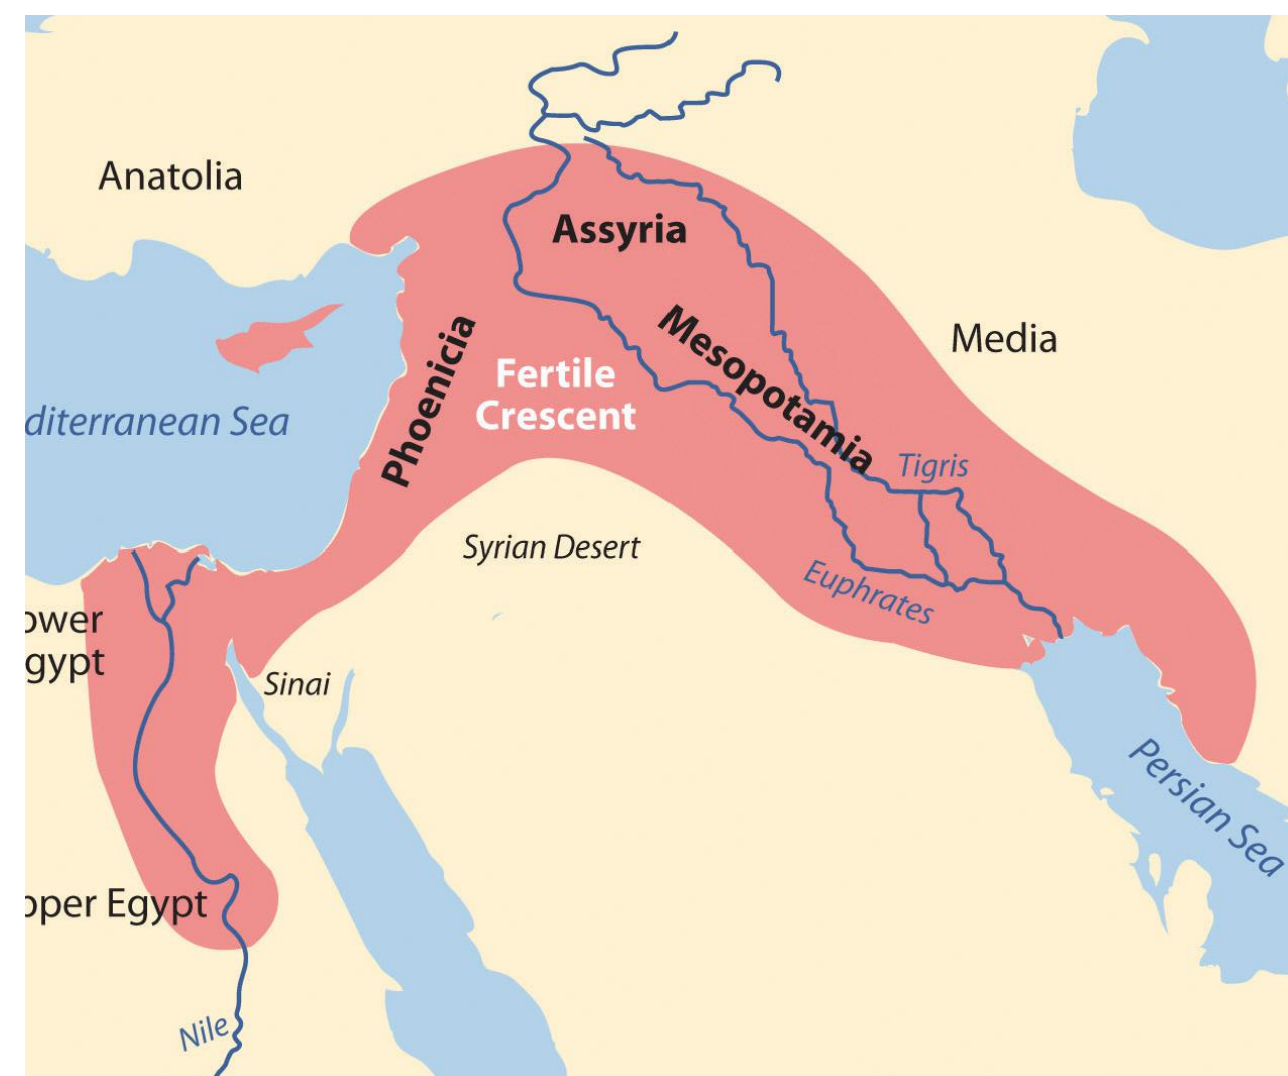 Anatolia
Assyria
Mesopotamia
Media
Phoenicia
Fertile
Crescent
diterranean Sea
Tigris
Syrian Desert
Euphrates
ower
gypt
Sinai
Persian Sea
pper Egypt
Nile